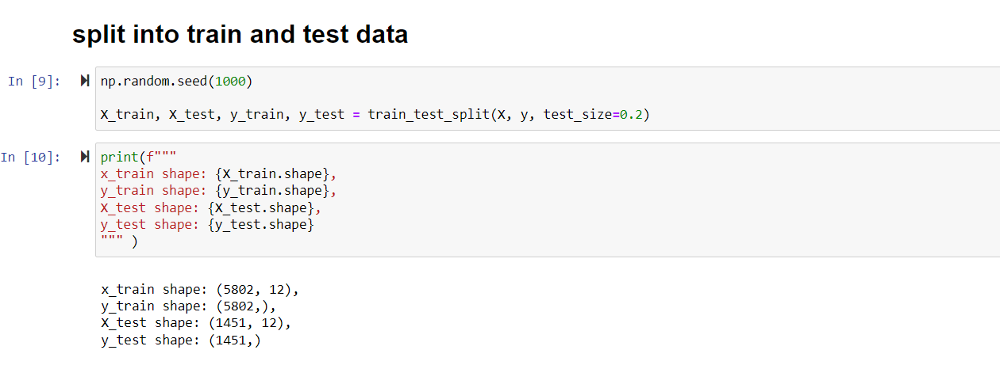 split into train and test data
In [9]:
np.random.seed(1000)
X_train, X_test, y_train, y_test = train_test_split(X, y, test_size=0.2)
In [10]:
print(f"""
x_train shape: {X_train.shape},
y_train shape: {y_train.shape},
X_test shape: {X_test.shape},
y_test shape: {y_test.shape}
""" )
x_train shape: (5802, 12),
y_train shape: (5802,),
X_test shape: (1451, 12),
y_test shape: (1451,)